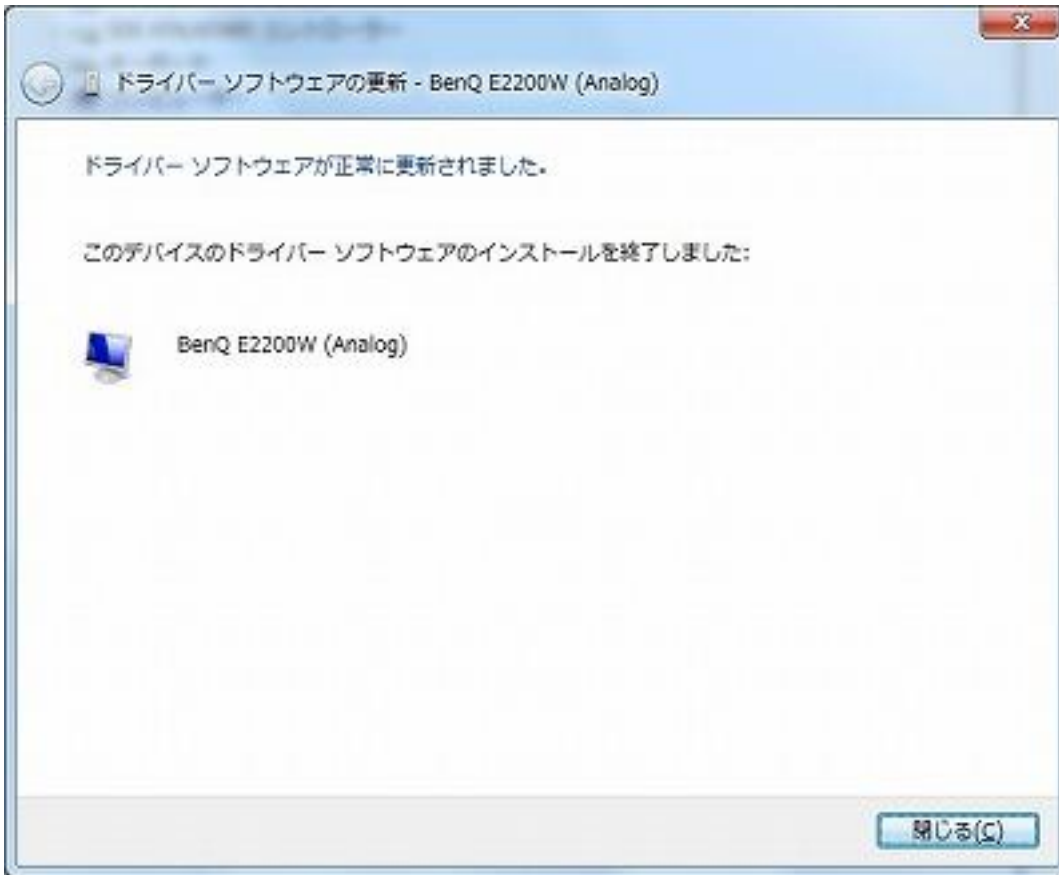 ドライバー ソフトウェアの更新 - BenQ E2200W (Analog)
ドライバー ソフトウェアが正常に更新されました。
このデバイスのドライバー ソフトウェアのインストールを終了しました:
BenQ E2200W (Analog)
閉じる(C)